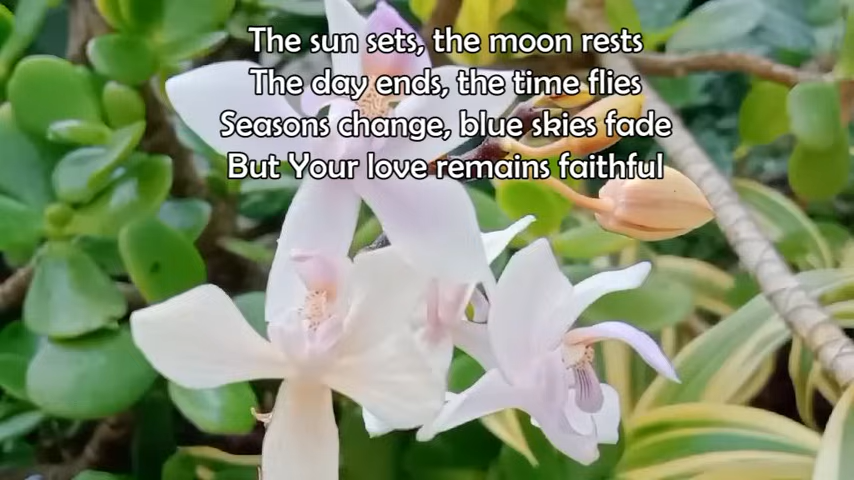 The sun sets, the moon rests
The day ends, the time flies
Seasons change, blue skies fade
But Your love remains faithful